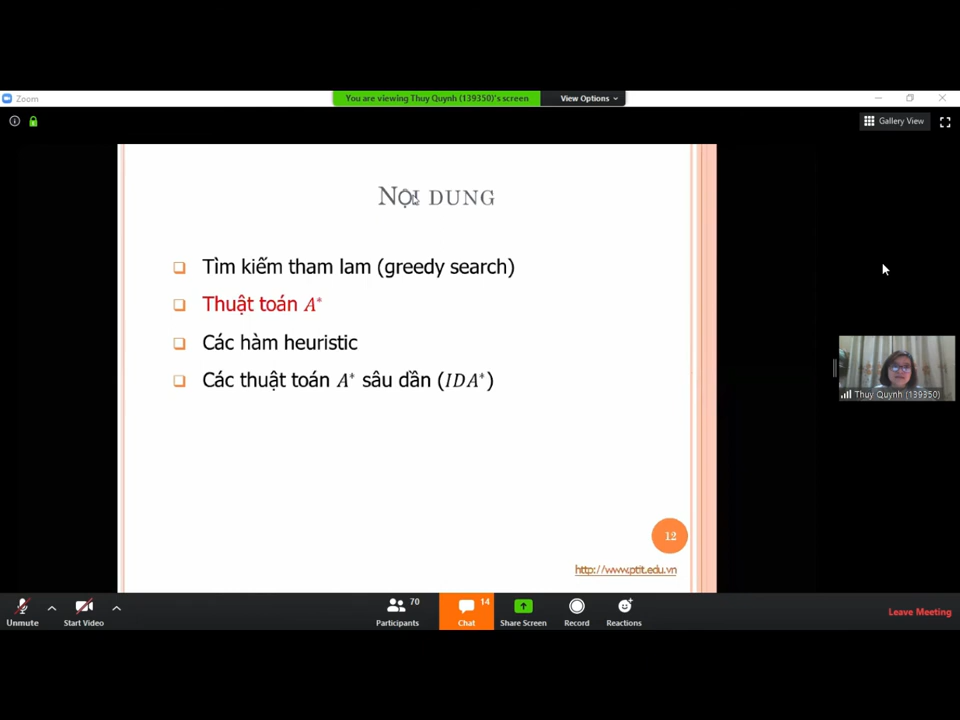 Zoom
You are viewing Thuy Quynh (139350)'s screen
View Options
Gallery View
NỘI DUNG
Tìm kiếm tham lam (greedy search)
Thuật toán A*
Các hàm heuristic
Các thuật toán A* sâu dần (IDA*)
Thuy Quynh (139350)
12
http://www.ptit.edu.vn
Unmute
Start Video
70
Participants
14
Chat
Share Screen
Record
Reactions
Leave Meeting